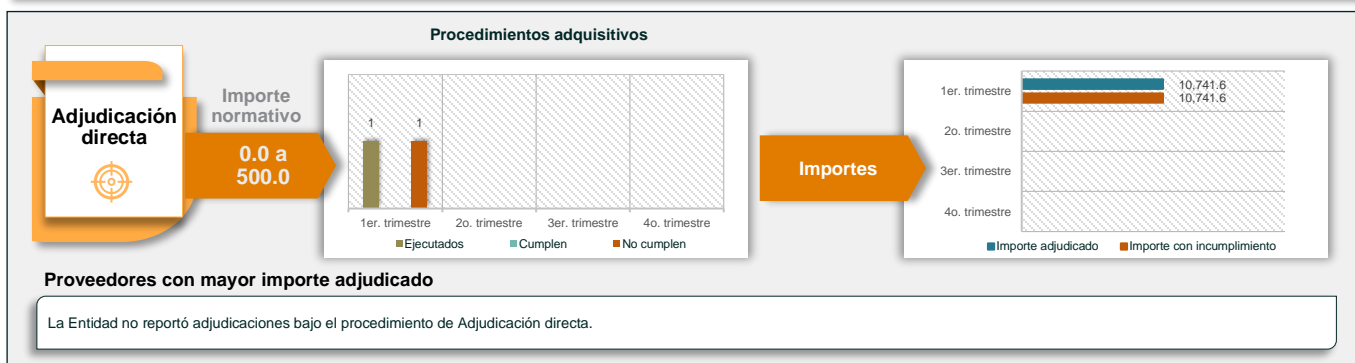 Procedimientos adquisitivos
Adjudicación
directa
Importe
normativo
0.0 a
500.0
1 1
1er. trimestre 2o. trimestre 3er. trimestre 4o. trimestre
Ejecutados Cumplen No cumplen
Importes
1er. trimestre
10,741.6
10,741.6
2o. trimestre
3er. trimestre
4o. trimestre
Importe adjudicado Importe con incumplimiento
Proveedores con mayor importe adjudicado
La Entidad no reportó adjudicaciones bajo el procedimiento de Adjudicación directa.